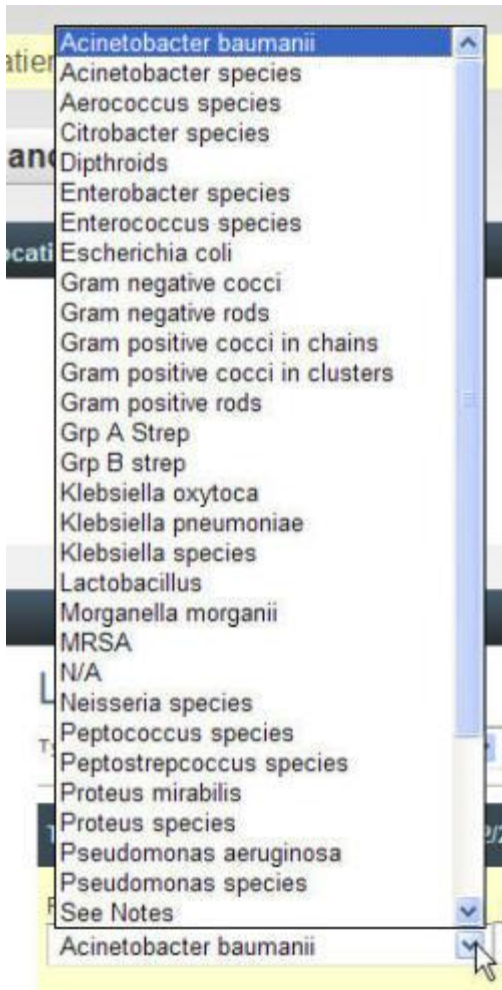 Acinetobacter baumanii
Acinetobacter species
Aerococcus species
Citrobacter species
Dipthroids
Enterobacter species
Enterococcus species
Escherichia coli
Gram negative cocci
Gram negative rods
Gram positive cocci in chains
Gram positive cocci in clusters
Gram positive rods
Grp A Strep
Grp B strep
Klebsiella oxytoca
Klebsiella pneumoniae
Klebsiella species
Lactobacillus
Morganella morganii
MRSA
N/A
Neisseria species
Peptococcus species
Peptostrepcoccus species
Proteus mirabilis
Proteus species
Pseudomonas aeruginosa
Pseudomonas species
See Notes
Acinetobacter baumanii